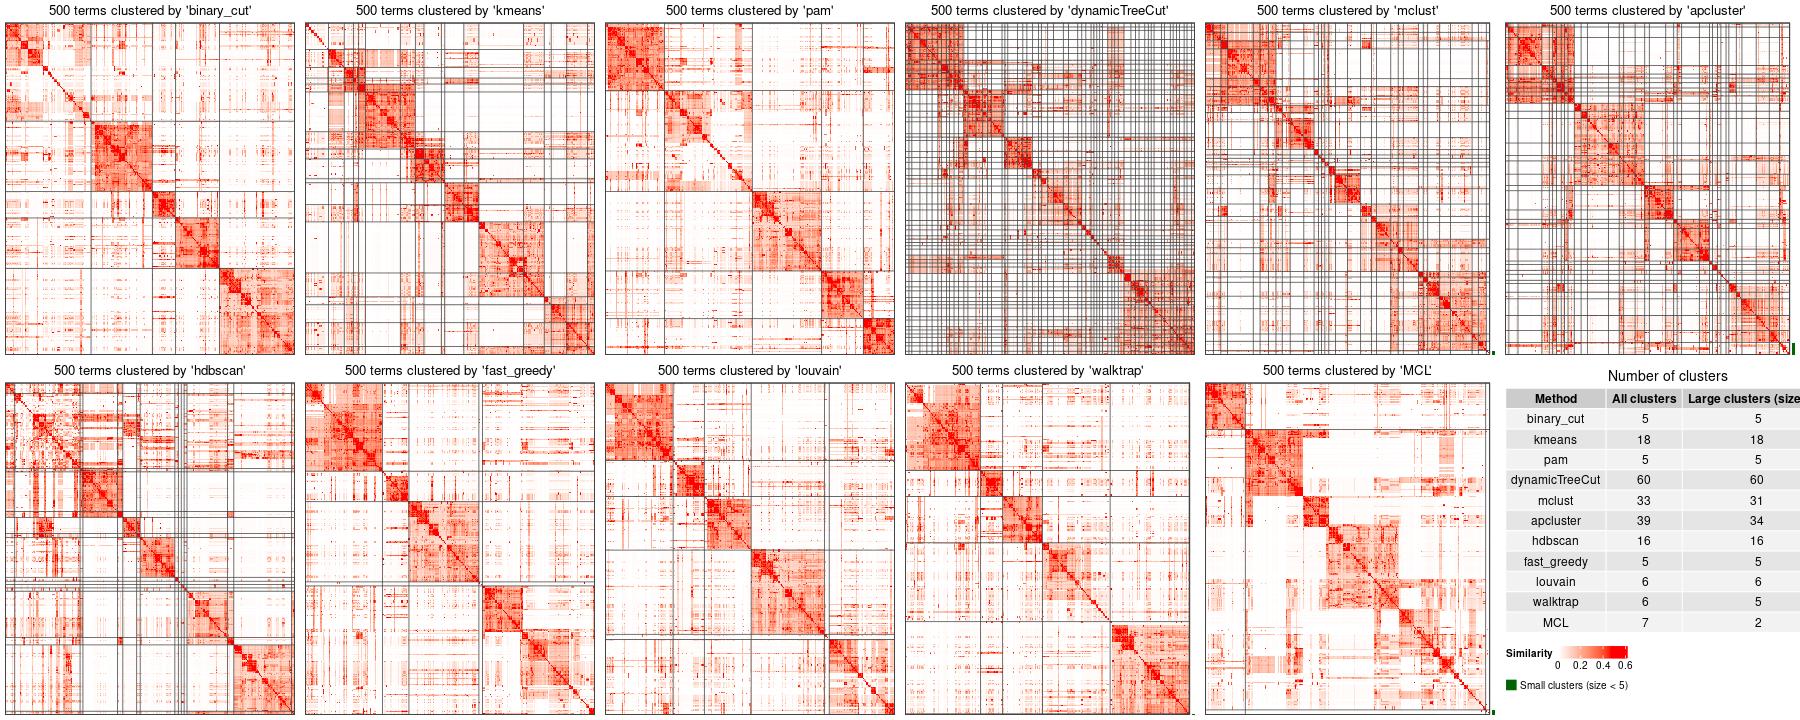 500 terms clustered by 'binary_cut'
500 terms clustered by 'kmeans'
500 terms clustered by 'pam'
500 terms clustered by 'dynamicTreeCut'
500 terms clustered by 'mclust'
500 terms clustered by 'apcluster'
500 terms clustered by 'hdbscan'
500 terms clustered by 'fast_greedy'
500 terms clustered by 'louvain'
500 terms clustered by 'walktrap'
500 terms clustered by 'MCL'
Number of clusters
Method All clusters Large clusters (size
binary_cut 5 5
kmeans 18 18
pam 5 5
dynamicTreeCut 60 60
mclust 33 31
apcluster 39 34
hdbscan 16 16
fast_greedy 5 5
louvain 6 6
walktrap 6 5
MCL 7 2
Similarity
0 0.2 0.4 0.6
Small clusters (size < 5)